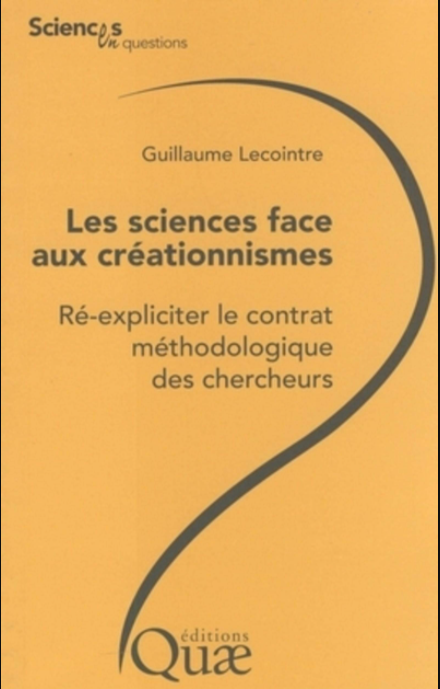 Sciences
en questions
Guillaume Lecointre
Les sciences face
aux créationnismes
Ré-expliciter le contrat
méthodologique
des chercheurs
éditions
Quæ